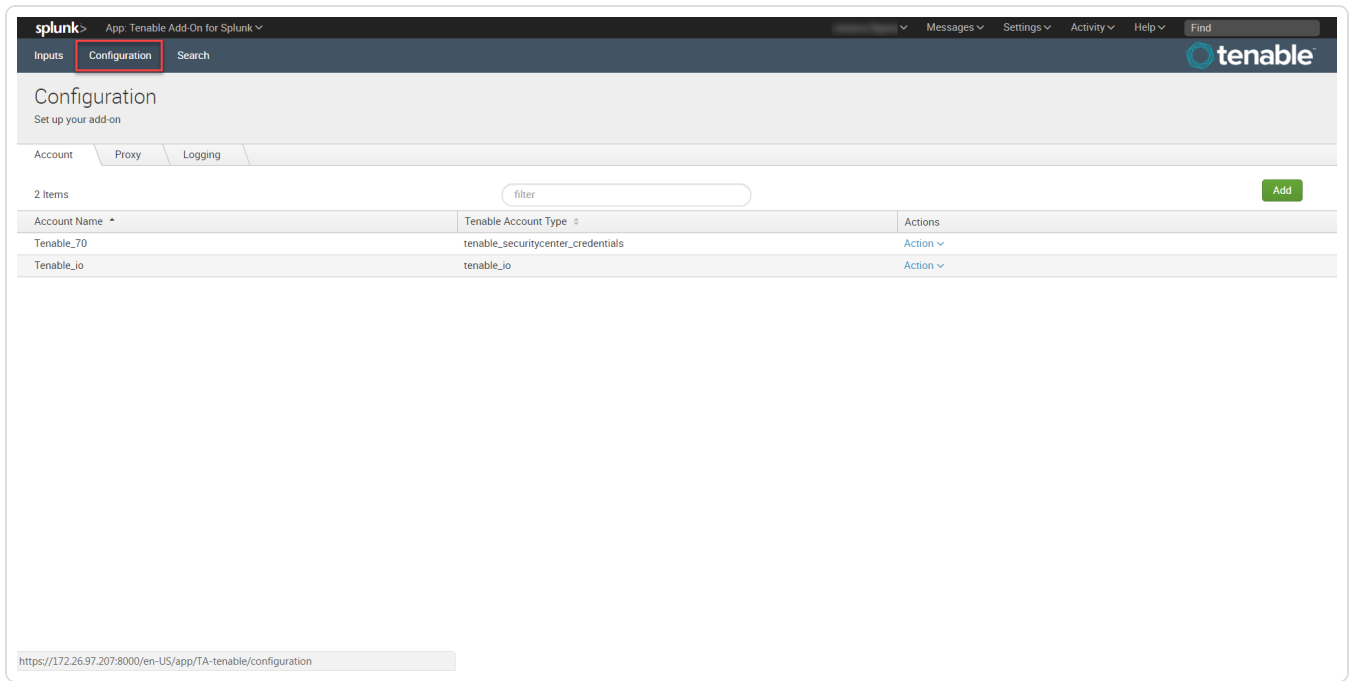 splunk> App: Tenable Add-On for Splunk Messages Settings Activity Help Find
Inputs Configuration Search tenable
Configuration
Set up your add-on
Account Proxy Logging
2 Items filter Add
Account Name Tenable Account Type Actions
Tenable_70 tenable_securitycenter_credentials Action
Tenable_io tenable_io Action
https://172.26.97.207:8000/en-US/app/TA-tenable/configuration